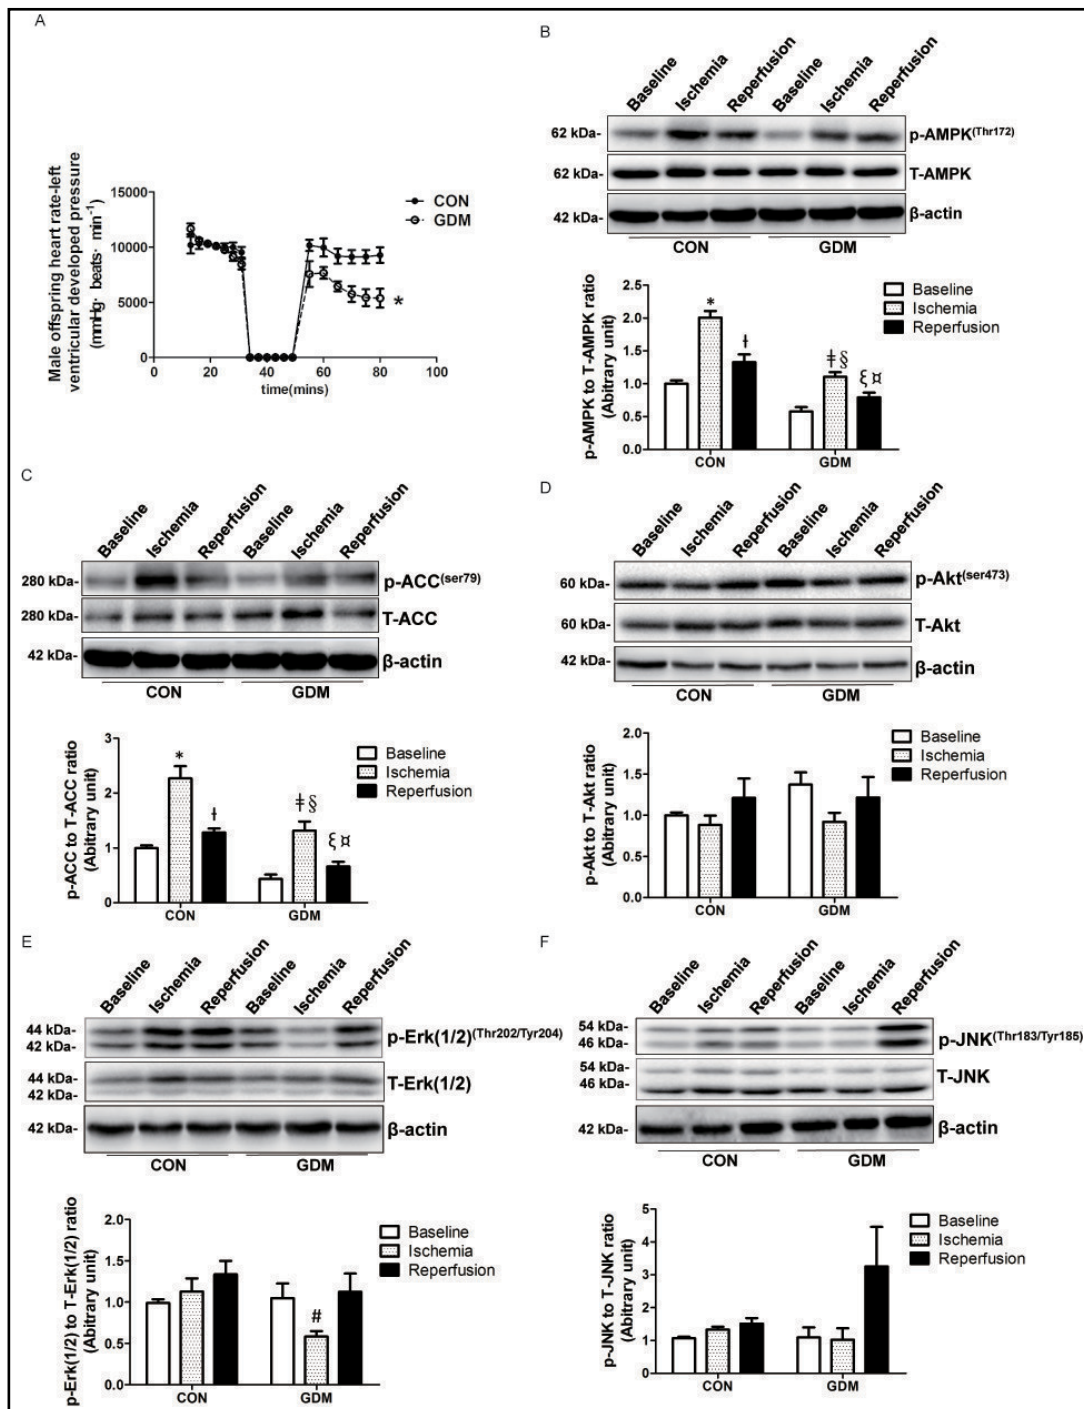 A
Male offspring heart rate-left
ventricular developed pressure
(mmHg· beats· min⁻¹)
15000
10000
5000
0
0
20
40
60
80
100
time(mins)
CON
GDM
*
B
Baseline
Ischemia
Reperfusion
Baseline
Ischemia
Reperfusion
62 kDa-
p-AMPK(Thr172)
62 kDa-
T-AMPK
42 kDa-
β-actin
CON
GDM
p-AMPK to T-AMPK ratio
(Abitrary unit)
2.5
2.0
1.5
1.0
0.5
0.0
*
ƚ
ǂ §
ξ ¤
CON
GDM
Baseline
Ischemia
Reperfusion
C
Baseline
Ischemia
Reperfusion
Baseline
Ischemia
Reperfusion
280 kDa-
p-ACC(ser79)
280 kDa-
T-ACC
42 kDa-
β-actin
CON
GDM
p-ACC to T-ACC ratio
(Abitrary unit)
3
2
1
0
*
ƚ
ǂ §
ξ ¤
CON
GDM
Baseline
Ischemia
Reperfusion
D
Baseline
Ischemia
Reperfusion
Baseline
Ischemia
Reperfusion
60 kDa-
p-Akt(ser473)
60 kDa-
T-Akt
42 kDa-
β-actin
CON
GDM
p-Akt to T-Akt ratio
(Abitrary unit)
2.0
1.5
1.0
0.5
0.0
CON
GDM
Baseline
Ischemia
Reperfusion
E
Baseline
Ischemia
Reperfusion
Baseline
Ischemia
Reperfusion
44 kDa-
42 kDa-
p-Erk(1/2)(Thr202/Tyr204)
44 kDa-
42 kDa-
T-Erk(1/2)
42 kDa-
β-actin
CON
GDM
p-Erk(1/2) to T-Erk(1/2) ratio
(Abitrary unit)
2.0
1.5
1.0
0.5
0.0
#
CON
GDM
Baseline
Ischemia
Reperfusion
F
Baseline
Ischemia
Reperfusion
Baseline
Ischemia
Reperfusion
54 kDa-
46 kDa-
p-JNK(Thr183/Tyr185)
54 kDa-
46 kDa-
T-JNK
42 kDa-
β-actin
CON
GDM
p-JNK to T-JNK ratio
(Abitrary unit)
5
4
3
2
1
0
CON
GDM
Baseline
Ischemia
Reperfusion